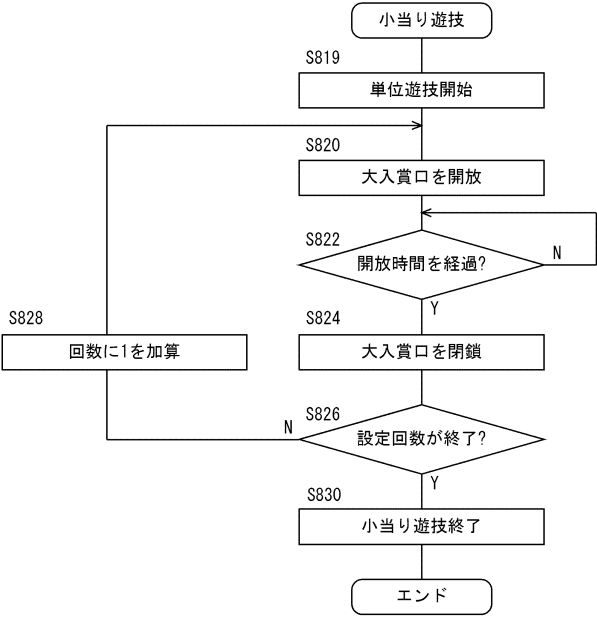 小当り遊技
S819
単位遊技開始
S820
大入賞口を開放
S822
開放時間を経過?
N
Y
S828
回数に1を加算
S824
大入賞口を閉鎖
S826
設定回数が終了?
N
Y
S830
小当り遊技終了
エンド